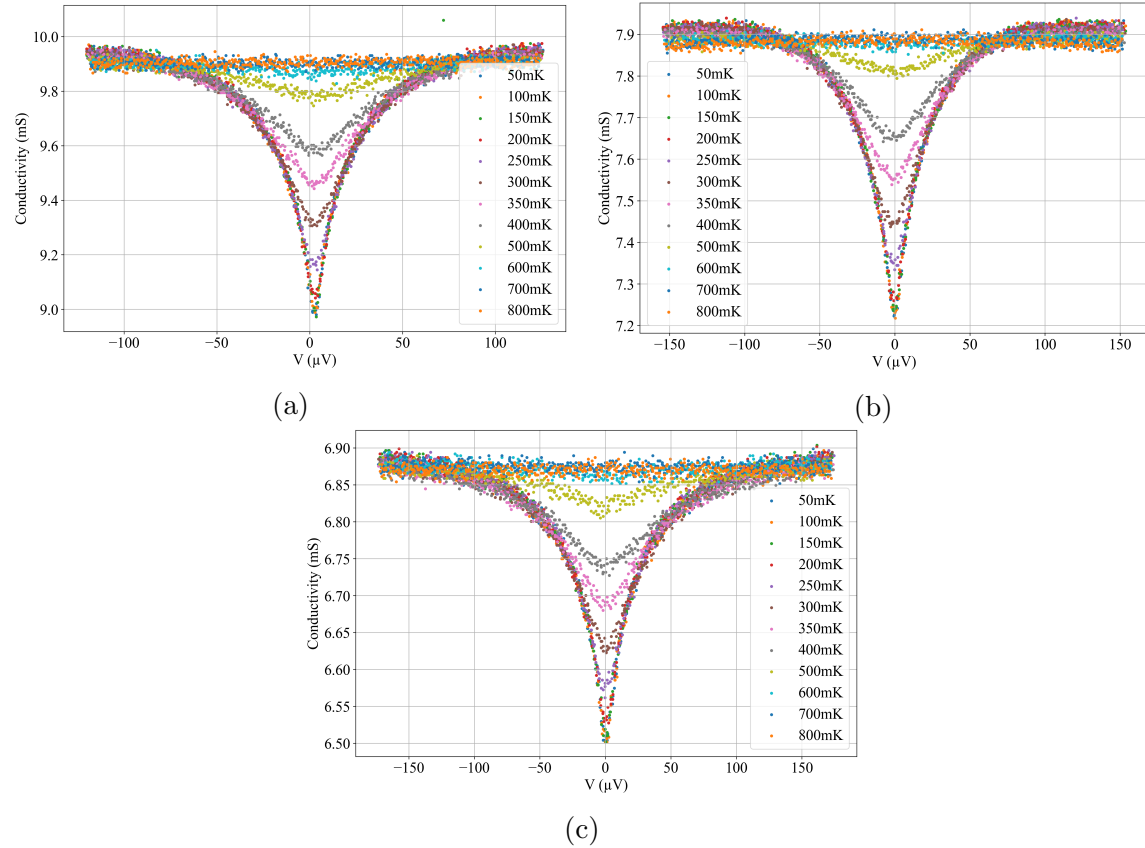 10.0
9.8
9.6
9.4
9.2
9.0
Conductivity (mS)
−100
−50
0
50
100
V (µV)
50mK
100mK
150mK
200mK
250mK
300mK
350mK
400mK
500mK
600mK
700mK
800mK
(a)
7.9
7.8
7.7
7.6
7.5
7.4
7.3
7.2
Conductivity (mS)
−150
−100
−50
0
50
100
150
V (µV)
50mK
100mK
150mK
200mK
250mK
300mK
350mK
400mK
500mK
600mK
700mK
800mK
(b)
6.90
6.85
6.80
6.75
6.70
6.65
6.60
6.55
6.50
Conductivity (mS)
−150
−100
−50
0
50
100
150
V (µV)
50mK
100mK
150mK
200mK
250mK
300mK
350mK
400mK
500mK
600mK
700mK
800mK
(c)